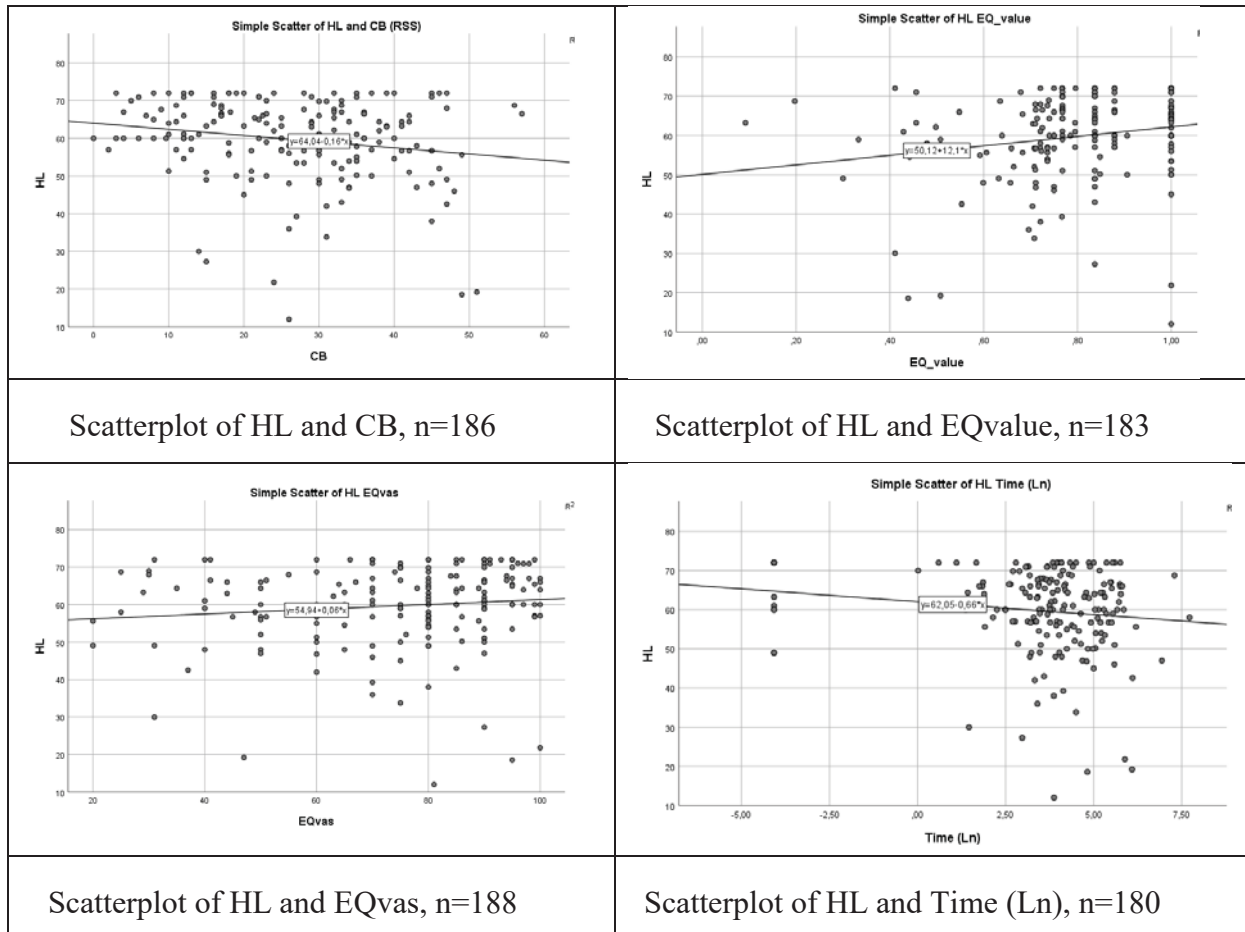 Simple Scatter of HL and CB (RSS)
R
80
70
60
50
40
30
20
10
HL
y=64,04-0,16*x
0
10
20
30
40
50
60
CB
Scatterplot of HL and CB, n=186
Simple Scatter of HL EQ_value
80
70
60
50
40
30
20
10
HL
y=50,12+12,1*x
,00
,20
,40
,60
,80
1,00
EQ_value
Scatterplot of HL and EQvalue, n=183
Simple Scatter of HL EQvas
R²
80
70
60
50
40
30
20
10
HL
y=54,94+0,06*x
20
40
60
80
100
EQvas
Scatterplot of HL and EQvas, n=188
Simple Scatter of HL Time (Ln)
R
80
70
60
50
40
30
20
10
HL
y=62,05-0,66*x
-5,00
-2,50
,00
2,50
5,00
7,50
Time (Ln)
Scatterplot of HL and Time (Ln), n=180